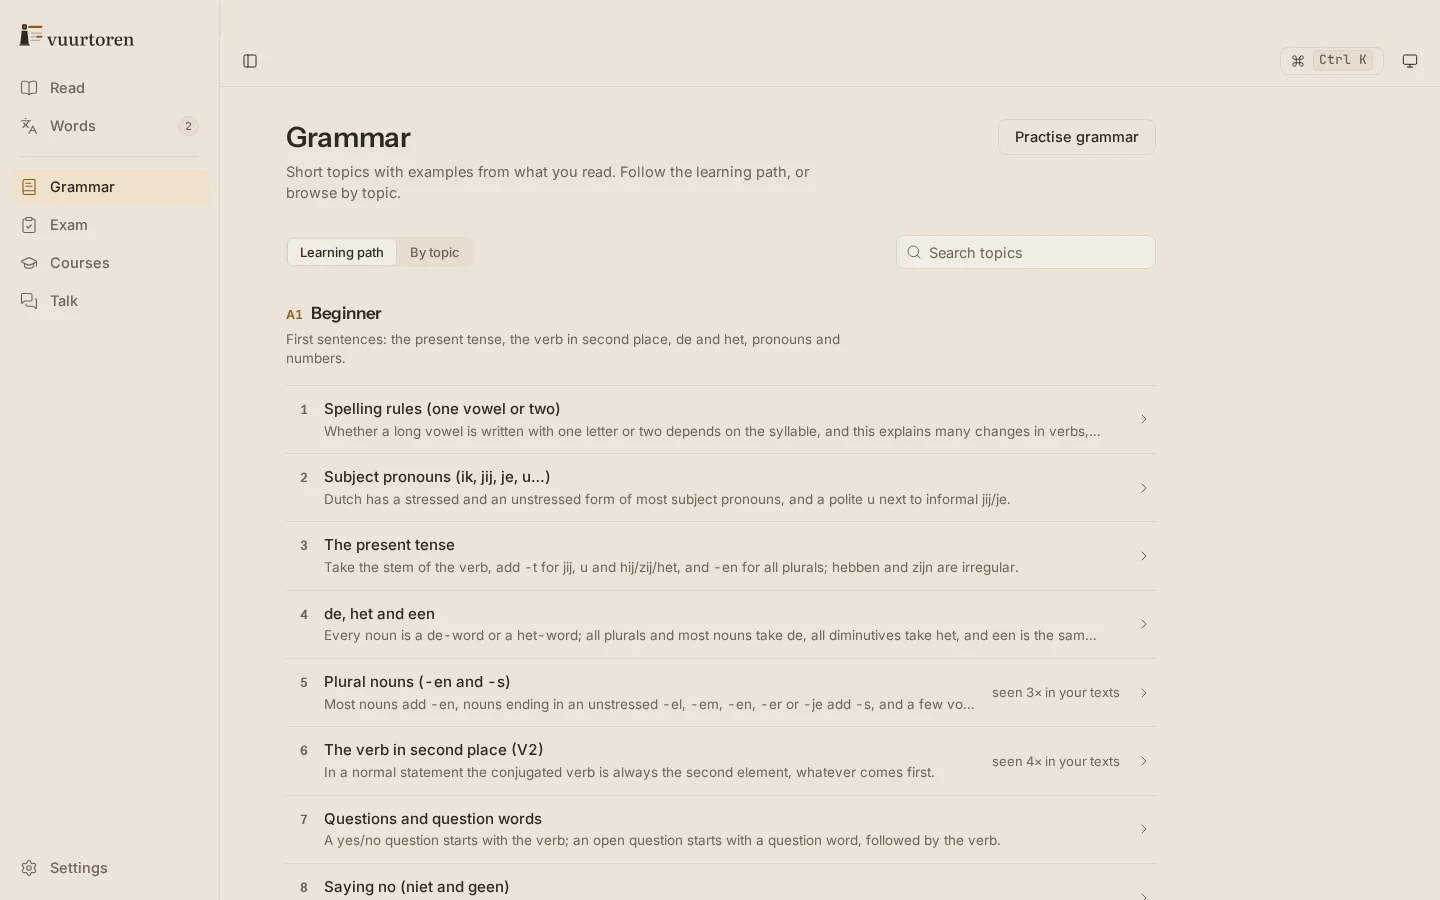 vuurtoren
Read
Words 2
Grammar
Exam
Courses
Talk
Settings
Ctrl K
Grammar
Practise grammar
Short topics with examples from what you read. Follow the learning path, or
browse by topic.
Learning path By topic
Search topics
A1 Beginner
First sentences: the present tense, the verb in second place, de and het, pronouns and
numbers.
1 Spelling rules (one vowel or two)
Whether a long vowel is written with one letter or two depends on the syllable, and this explains many changes in verbs,...
2 Subject pronouns (ik, jij, je, u...)
Dutch has a stressed and an unstressed form of most subject pronouns, and a polite u next to informal jij/je.
3 The present tense
Take the stem of the verb, add -t for jij, u and hij/zij/het, and -en for all plurals; hebben and zijn are irregular.
4 de, het and een
Every noun is a de-word or a het-word; all plurals and most nouns take de, all diminutives take het, and een is the sam...
5 Plural nouns (-en and -s)
Most nouns add -en, nouns ending in an unstressed -el, -em, -en, -er or -je add -s, and a few vo...
seen 3× in your texts
6 The verb in second place (V2)
In a normal statement the conjugated verb is always the second element, whatever comes first.
seen 4× in your texts
7 Questions and question words
A yes/no question starts with the verb; an open question starts with a question word, followed by the verb.
8 Saying no (niet and geen)